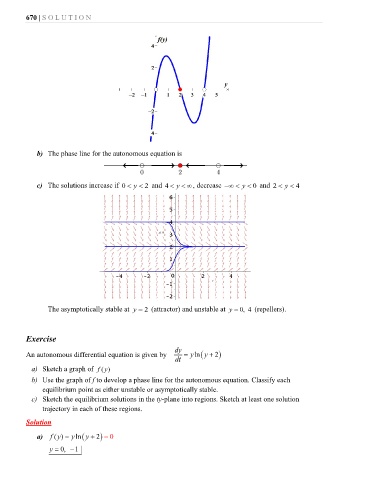 670 | S O L U T I O N
f(y)
4
2
y
−2 −1 1 2 3 4 5
−2
4
b) The phase line for the autonomous equation is
0 2 4
c) The solutions increase if 0 < y < 2 and 4 < y < ∞, decrease −∞ < y < 0 and 2 < y < 4
6
5
4
3
2
1
−4 −2 0 2 4
−1
−2
The asymptotically stable at y = 2 (attractor) and unstable at y = 0, 4 (repellers).
Exercise
An autonomous differential equation is given by dy/dt = y ln(y + 2)
a) Sketch a graph of f(y)
b) Use the graph of f to develop a phase line for the autonomous equation. Classify each
equilibrium point as either unstable or asymptotically stable.
c) Sketch the equilibrium solutions in the ty-plane into regions. Sketch at least one solution
trajectory in each of these regions.
Solution
a) f(y) = y ln(y + 2) = 0
y = 0, −1